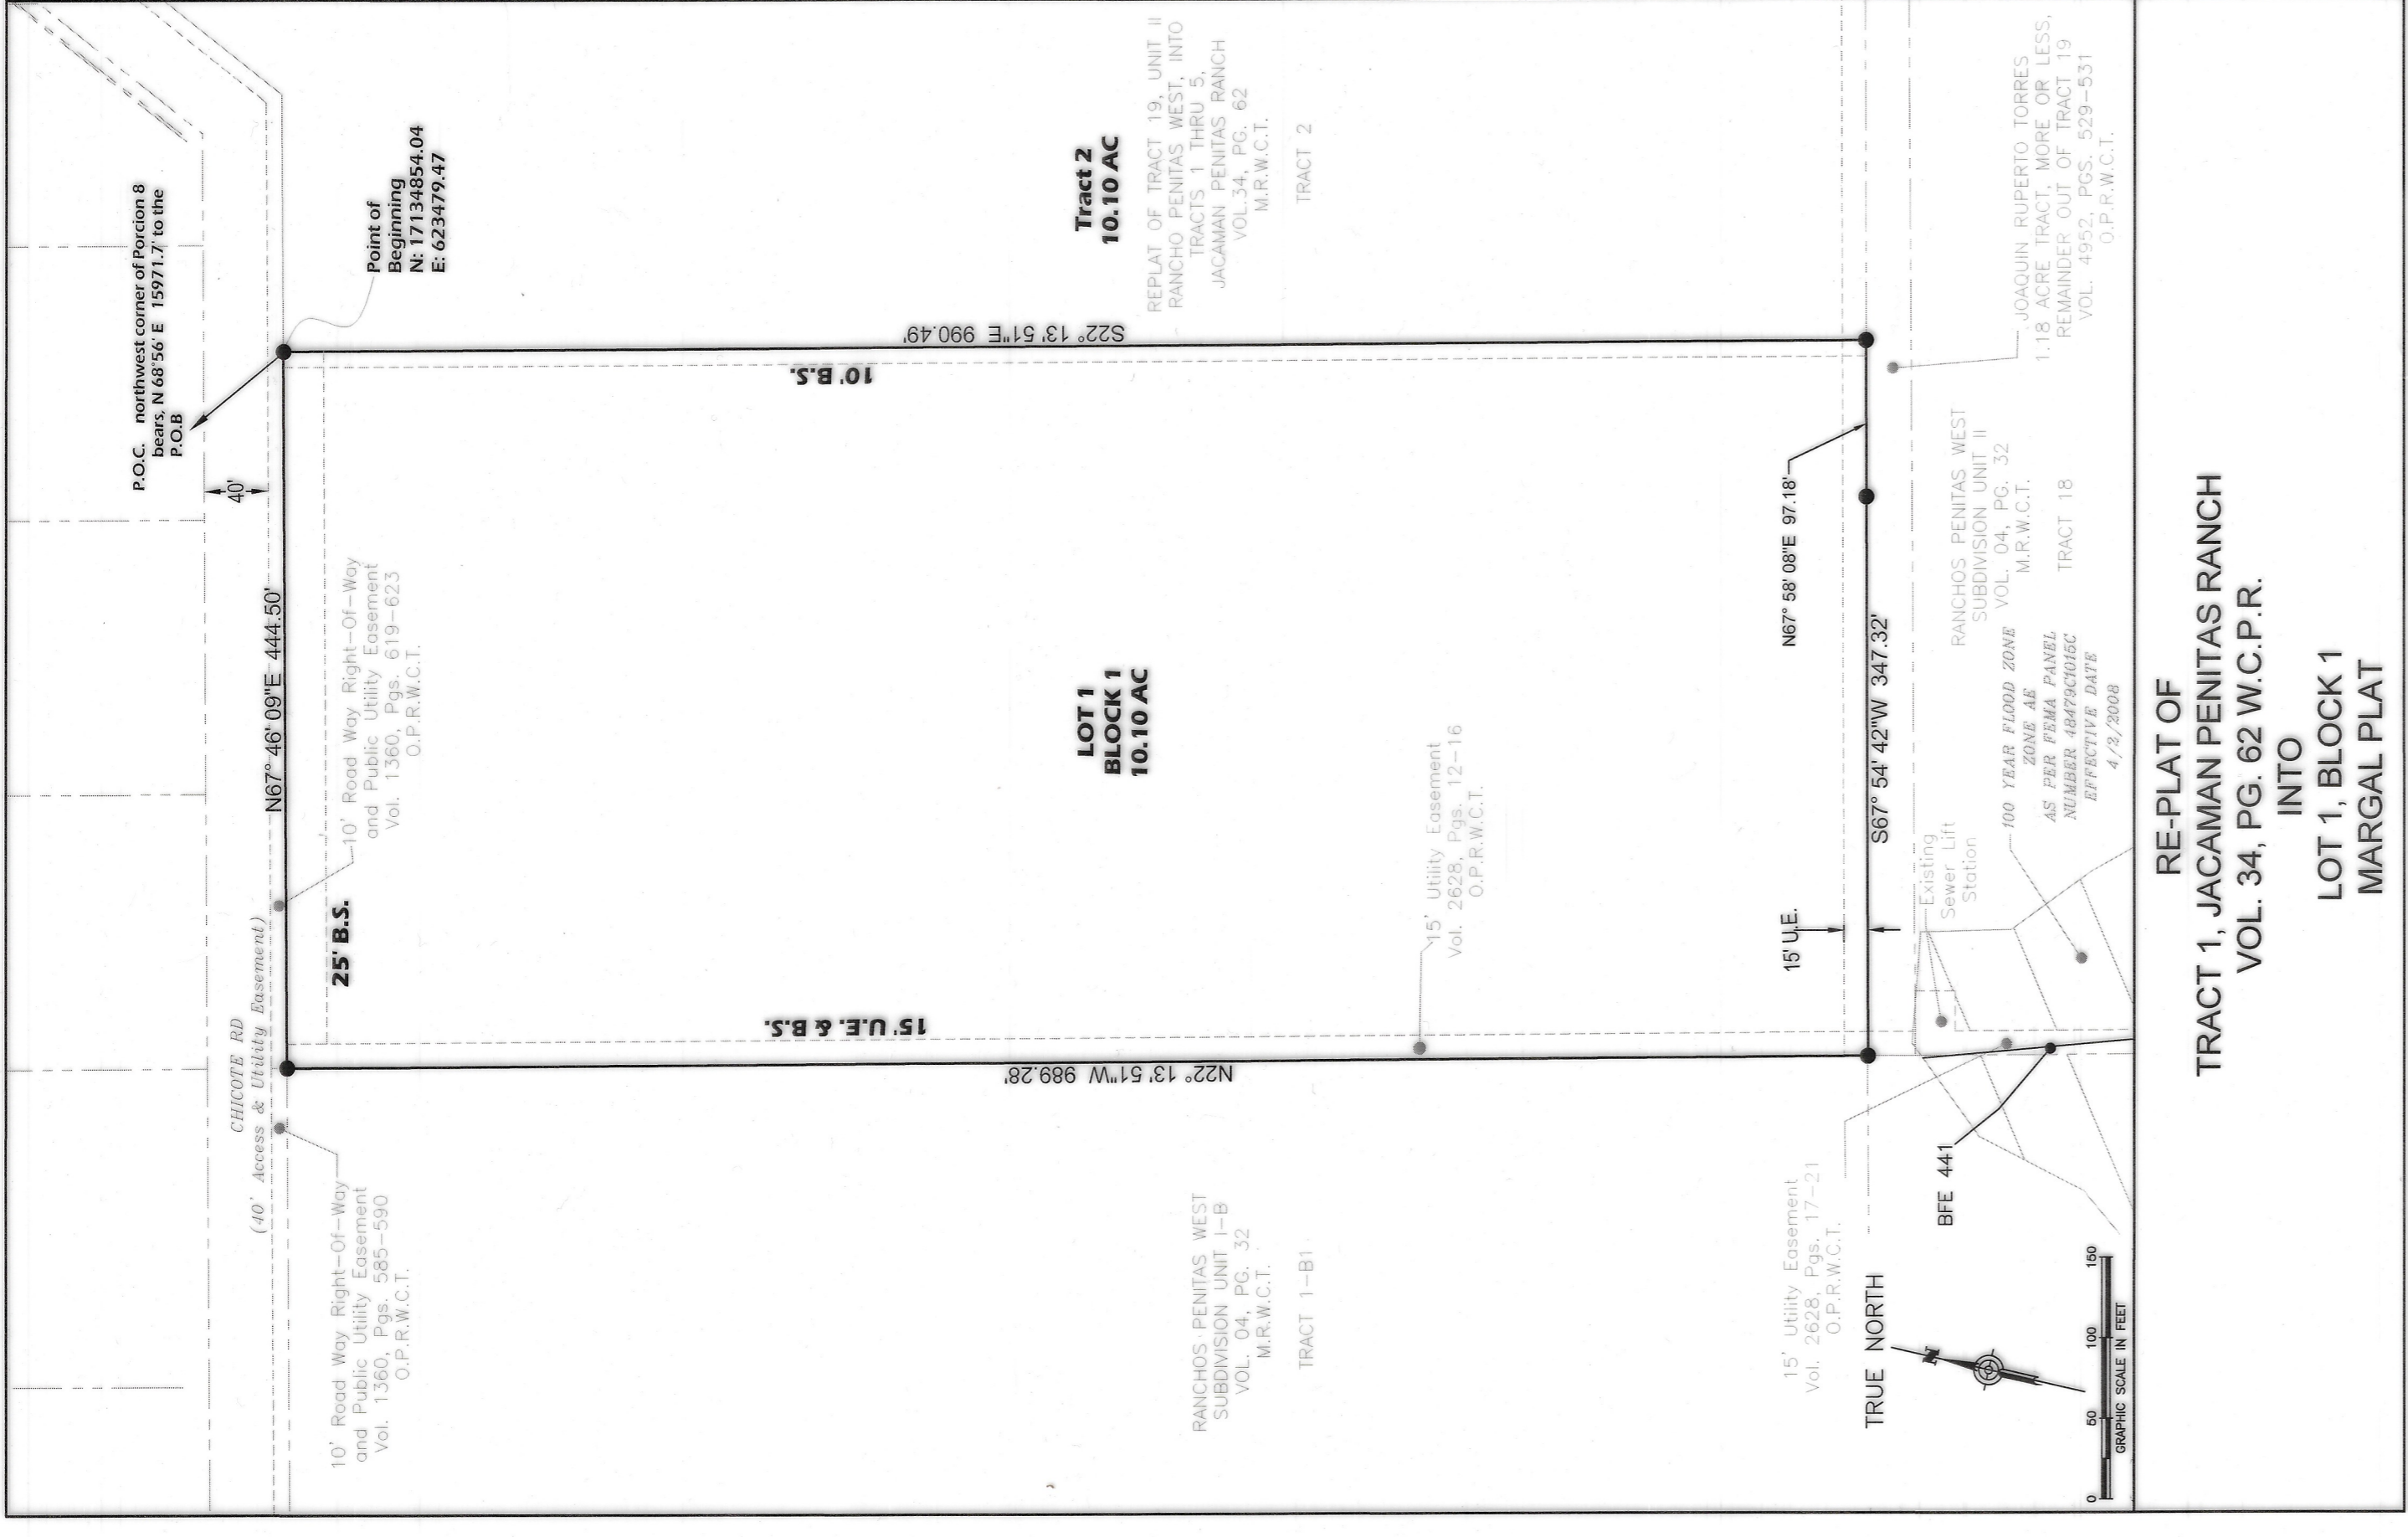 P.O.C.    northwest corner of Porcion 8
bears, N 68°56' E  15971.7' to the
P.O.B
40'
Point of
Beginning
N: 17134854.04
E: 623479.47
CHICOTE RD
(40' Access & Utility Easement)
N67° 46' 09"E  444.50'
10' Road Way Right-Of-Way
and Public Utility Easement
Vol. 1360, Pgs. 585-590
O.P.R.W.C.T.
25' B.S.
10' Road Way Right-Of-Way
and Public Utility Easement
Vol. 1360, Pgs. 619-623
O.P.R.W.C.T.
10' B.S.
S22° 13' 51"E  990.49'
15' U.E. & B.S.
N22° 13' 51"W  989.28'
LOT 1
BLOCK 1
10.10 AC
Tract 2
10.10 AC
REPLAT OF TRACT 19, UNIT II
RANCHO PENITAS WEST, INTO
TRACTS 1 THRU 5,
JACAMAN PENITAS RANCH
VOL.34, PG. 62
M.R.W.C.T.
TRACT 2
RANCHOS PENITAS WEST
SUBDIVISION UNIT I-B
VOL. 04, PG. 32
M.R.W.C.T.
TRACT 1-B1
15' Utility Easement
Vol. 2628, Pgs. 12-16
O.P.R.W.C.T.
15' U.E.
N67° 58' 08"E  97.18'
S67° 54' 42"W  347.32'
15' Utility Easement
Vol. 2628, Pgs. 17-21
O.P.R.W.C.T.
TRUE NORTH
N
BFE 441
Existing
Sewer Lift
Station
100 YEAR FLOOD ZONE
ZONE AE
AS PER FEMA PANEL
NUMBER 48479C1015C
EFFECTIVE DATE
4/2/2008
RANCHOS PENITAS WEST
SUBDIVISION UNIT II
VOL. 04, PG. 32
M.R.W.C.T.
TRACT 18
JOAQUIN RUPERTO TORRES
1.18 ACRE TRACT, MORE OR LESS,
REMAINDER OUT OF TRACT 19
VOL. 4952, PGS. 529-531
O.P.R.W.C.T.
0 50 100 150
GRAPHIC SCALE IN FEET
RE-PLAT OF
TRACT 1, JACAMAN PENITAS RANCH
VOL. 34, PG. 62 W.C.P.R.
INTO
LOT 1, BLOCK 1
MARGAL PLAT